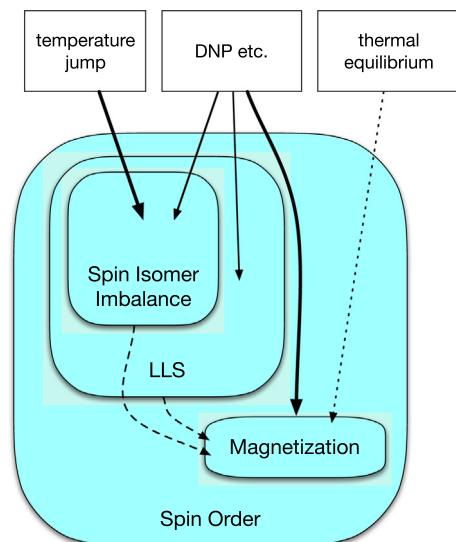 temperature
jump
DNP etc.
thermal
equilibrium
Spin Isomer
Imbalance
LLS
Magnetization
Spin Order